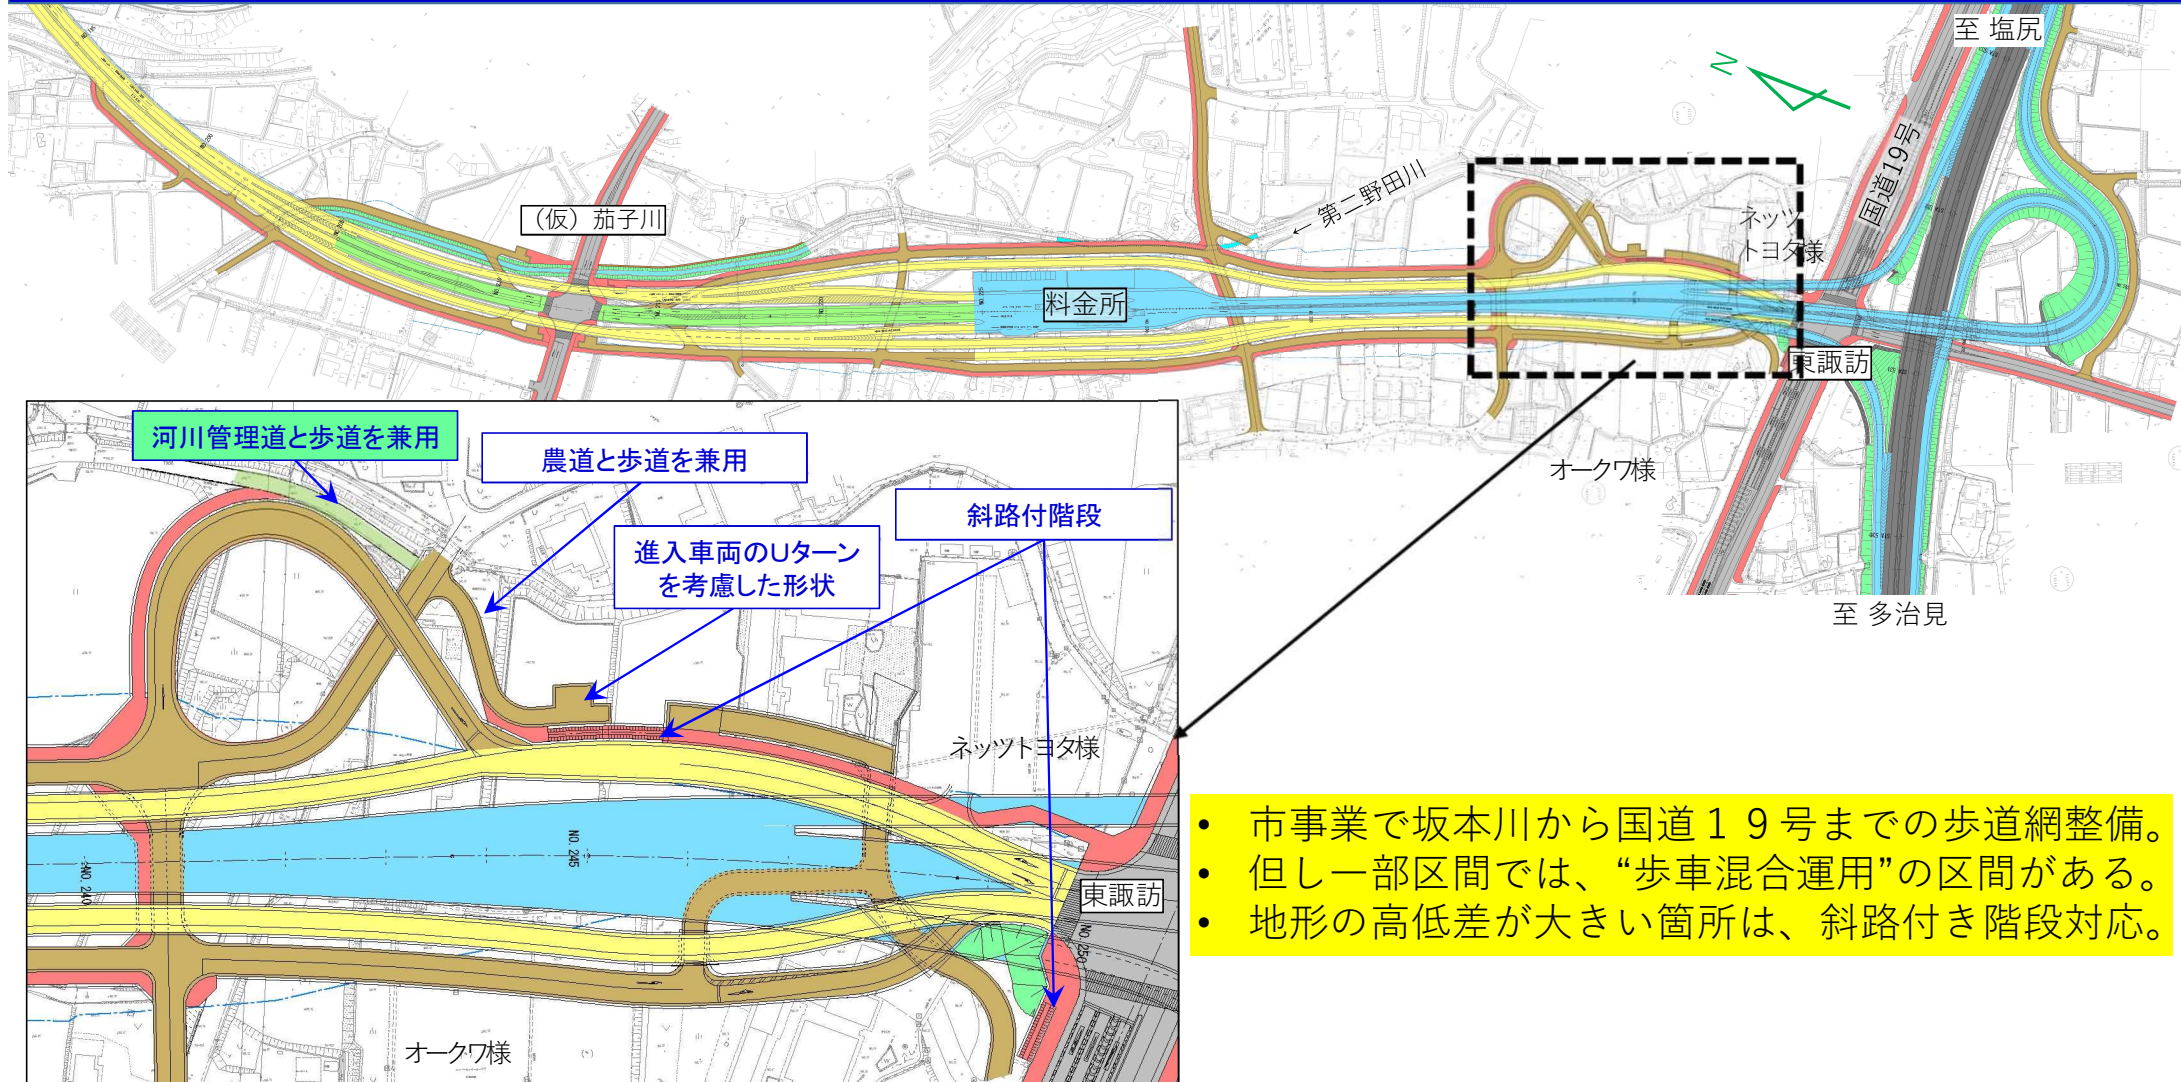 至 塩尻
N
国道19号
← 第二野田川
（仮）茄子川
ネッツ
トヨタ様
料金所
東諏訪
オークワ様
至 多治見
河川管理道と歩道を兼用
農道と歩道を兼用
斜路付階段
進入車両のUターン
を考慮した形状
ネッツトヨタ様
NO. 245
NO. 240
東諏訪
NO. 250
オークワ様
• 市事業で坂本川から国道１９号までの歩道網整備。
• 但し一部区間では、“歩車混合運用”の区間がある。
• 地形の高低差が大きい箇所は、斜路付き階段対応。